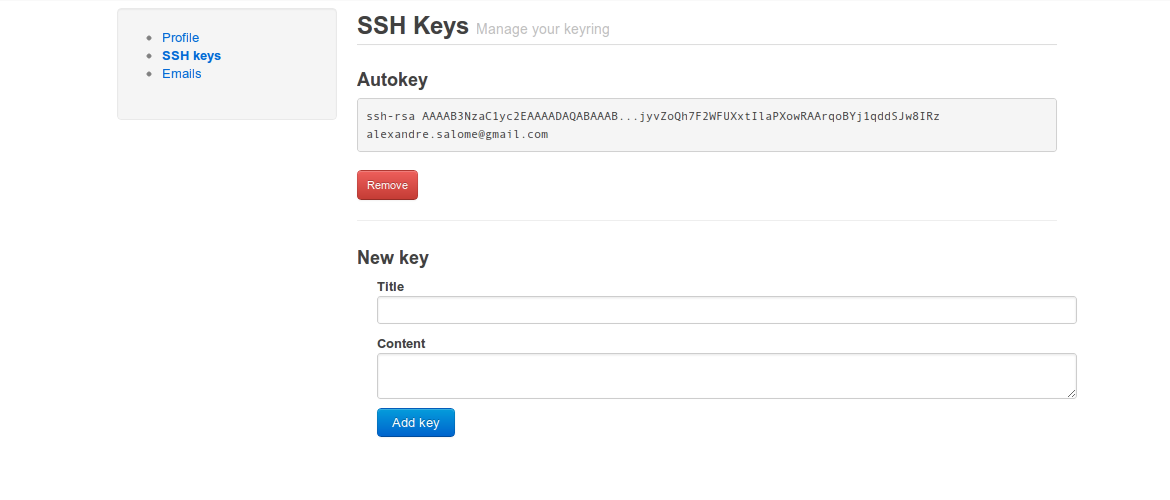 Profile
SSH keys
Emails
SSH Keys Manage your keyring
Autokey
ssh-rsa AAAAB3NzaC1yc2EAAAADAQABAAAB...jyvZoQh7F2WFUXxtIlaPXowRAArqoBYj1qddSJw8IRz
alexandre.salome@gmail.com
Remove
New key
Title
Content
Add key